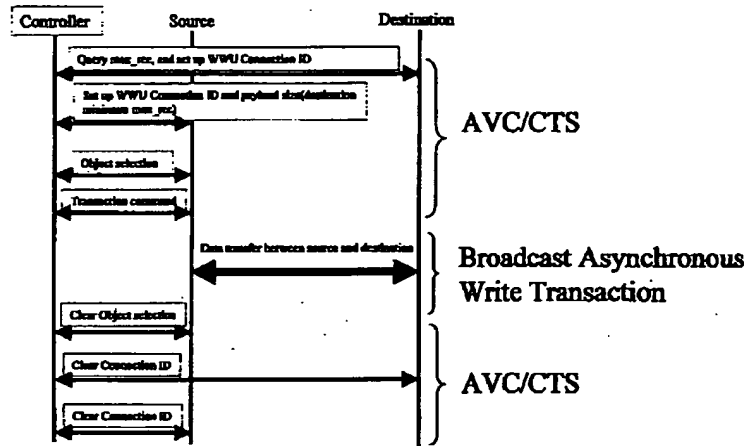 Controller
Source
Destination
Query max_rec, and set up WWU Connection ID
Set up WWU Connection ID and payload size(destination
minimum max_rec)
AVC/CTS
Object selection
Transaction command
Data transfer between source and destination
Broadcast Asynchronous
Write Transaction
Clear Object selection
Clear Connection ID
AVC/CTS
Clear Connection ID